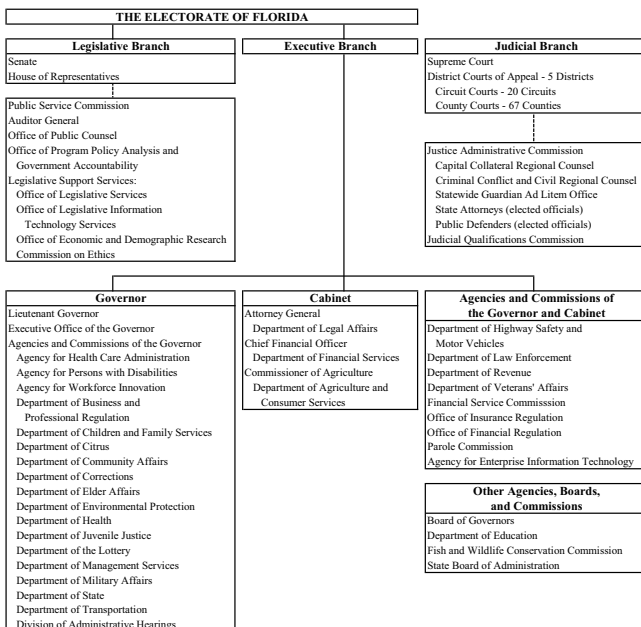 THE ELECTORATE OF FLORIDA
Legislative Branch
Senate
House of Representatives
Public Service Commission
Auditor General
Office of Public Counsel
Office of Program Policy Analysis and
Government Accountability
Legislative Support Services:
Office of Legislative Services
Office of Legislative Information
Technology Services
Office of Economic and Demographic Research
Commission on Ethics
Executive Branch
Judicial Branch
Supreme Court
District Courts of Appeal - 5 Districts
Circuit Courts - 20 Circuits
County Courts - 67 Counties
Justice Administrative Commission
Capital Collateral Regional Counsel
Criminal Conflict and Civil Regional Counsel
Statewide Guardian Ad Litem Office
State Attorneys (elected officials)
Public Defenders (elected officials)
Judicial Qualifications Commission
Governor
Lieutenant Governor
Executive Office of the Governor
Agencies and Commissions of the Governor
Agency for Health Care Administration
Agency for Persons with Disabilities
Agency for Workforce Innovation
Department of Business and
Professional Regulation
Department of Children and Family Services
Department of Citrus
Department of Community Affairs
Department of Corrections
Department of Elder Affairs
Department of Environmental Protection
Department of Health
Department of Juvenile Justice
Department of the Lottery
Department of Management Services
Department of Military Affairs
Department of State
Department of Transportation
Division of Administrative Hearings
Cabinet
Attorney General
Department of Legal Affairs
Chief Financial Officer
Department of Financial Services
Commissioner of Agriculture
Department of Agriculture and
Consumer Services
Agencies and Commissions of
the Governor and Cabinet
Department of Highway Safety and
Motor Vehicles
Department of Law Enforcement
Department of Revenue
Department of Veterans' Affairs
Financial Service Commisssion
Office of Insurance Regulation
Office of Financial Regulation
Parole Commission
Agency for Enterprise Information Technology
Other Agencies, Boards,
and Commissions
Board of Governors
Department of Education
Fish and Wildlife Conservation Commission
State Board of Administration